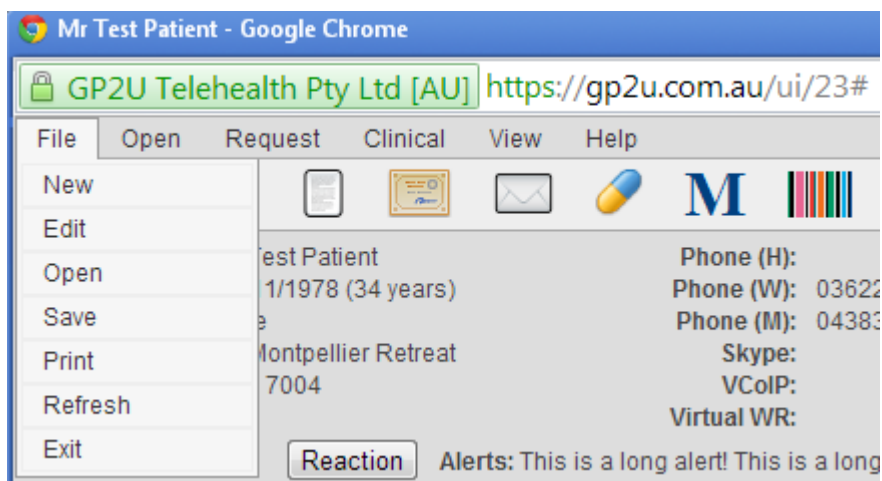 Mr Test Patient - Google Chrome
GP2U Telehealth Pty Ltd [AU] https://gp2u.com.au/ui/23#
File Open Request Clinical View Help
New
M
Edit
Test Patient Phone (H):
Open
1/1978 (34 years) Phone (W): 03622
Save
Phone (M): 04383
Print
Montpellier Retreat Skype:
7004 VCoIP:
Refresh
Virtual WR:
Exit
Reaction Alerts: This is a long alert! This is a long